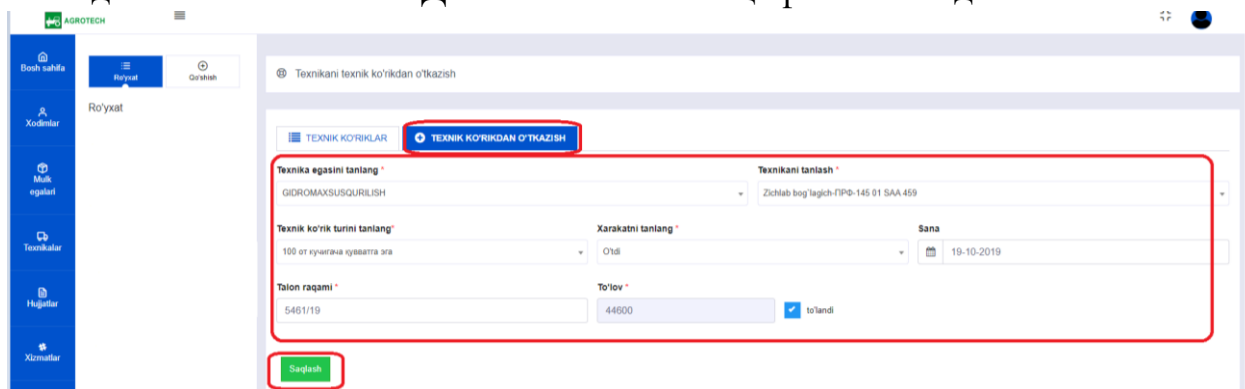 AGROTECH
Bosh sahifa
Xodimlar
Mulk egalari
Texnikalar
Hujjatlar
Xizmatlar
Ro'yxat
Qo'shish
Ro'yxat
Texnikani texnik ko'rikdan o'tkazish
TEXNIK KO'RIKLAR
TEXNIK KO'RIKDAN O'TKAZISH
Texnika egasini tanlang *
Texnikani tanlash *
GIDROMAXSUSQURILISH
Zichlab bog`lagich-ПРФ-145 01 SAA 459
Texnik ko'rik turini tanlang*
Xarakatni tanlang *
Sana
100 от кучигача қувватга эга
O'tdi
19-10-2019
Talon raqami *
To'lov *
5461/19
44600
to'landi
Saqlash